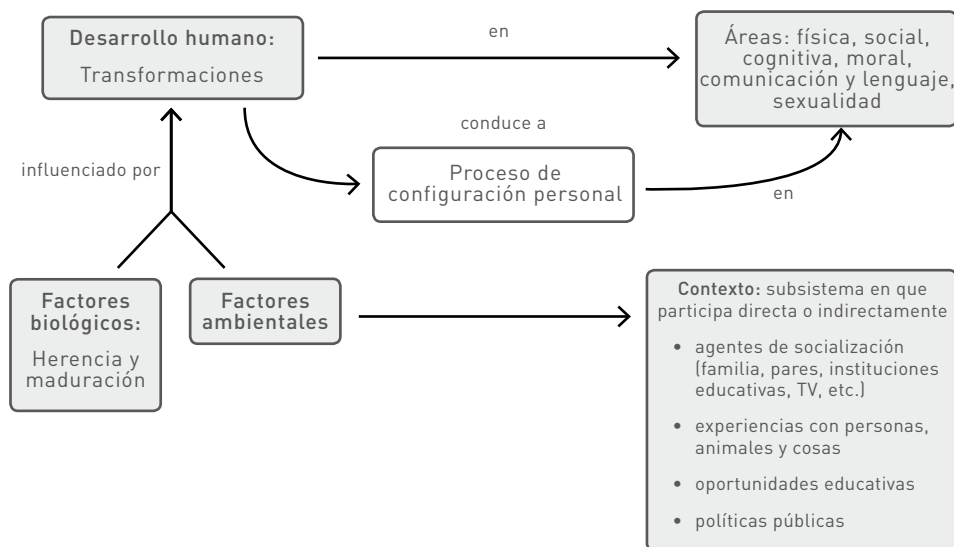 Desarrollo humano:
Transformaciones
en
Áreas: física, social,
cognitiva, moral,
comunicación y lenguaje,
sexualidad
influenciado por
conduce a
Proceso de
configuración personal
en
Factores
biológicos:
Herencia y
maduración
Factores
ambientales
Contexto: subsistema en que
participa directa o indirectamente
• agentes de socialización
(familia, pares, instituciones
educativas, TV, etc.)
• experiencias con personas,
animales y cosas
• oportunidades educativas
• políticas públicas